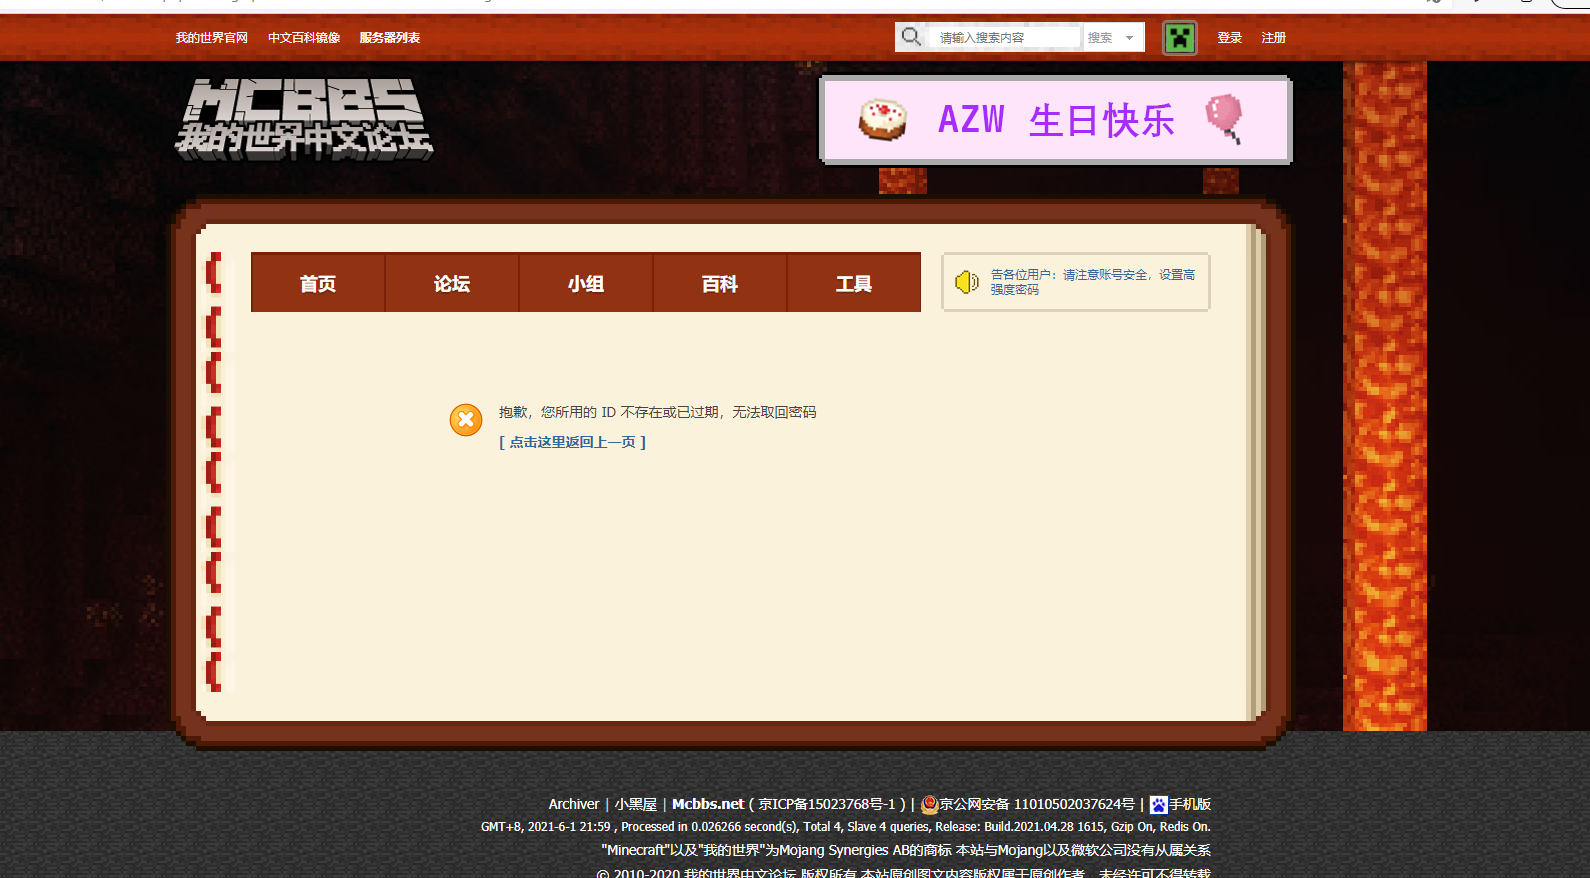 我的世界官网 中文百科镜像 服务器列表 请输入搜索内容 搜索 登录 注册
MCBBS
我的世界中文论坛
AZW 生日快乐
首页 论坛 小组 百科 工具
告各位用户：请注意账号安全，设置高
强度密码
抱歉，您所用的 ID 不存在或已过期，无法取回密码
[ 点击这里返回上一页 ]
Archiver | 小黑屋 | Mcbbs.net ( 京ICP备15023768号-1 ) | 京公网安备 11010502037624号 | 手机版
GMT+8, 2021-6-1 21:59 , Processed in 0.026266 second(s), Total 4, Slave 4 queries, Release: Build.2021.04.28 1615, Gzip On, Redis On.
"Minecraft"以及"我的世界"为Mojang Synergies AB的商标 本站与Mojang以及微软公司没有从属关系
© 2010-2020 我的世界中文论坛 版权所有 本站原创图文内容版权属于原创作者，未经许可不得转载